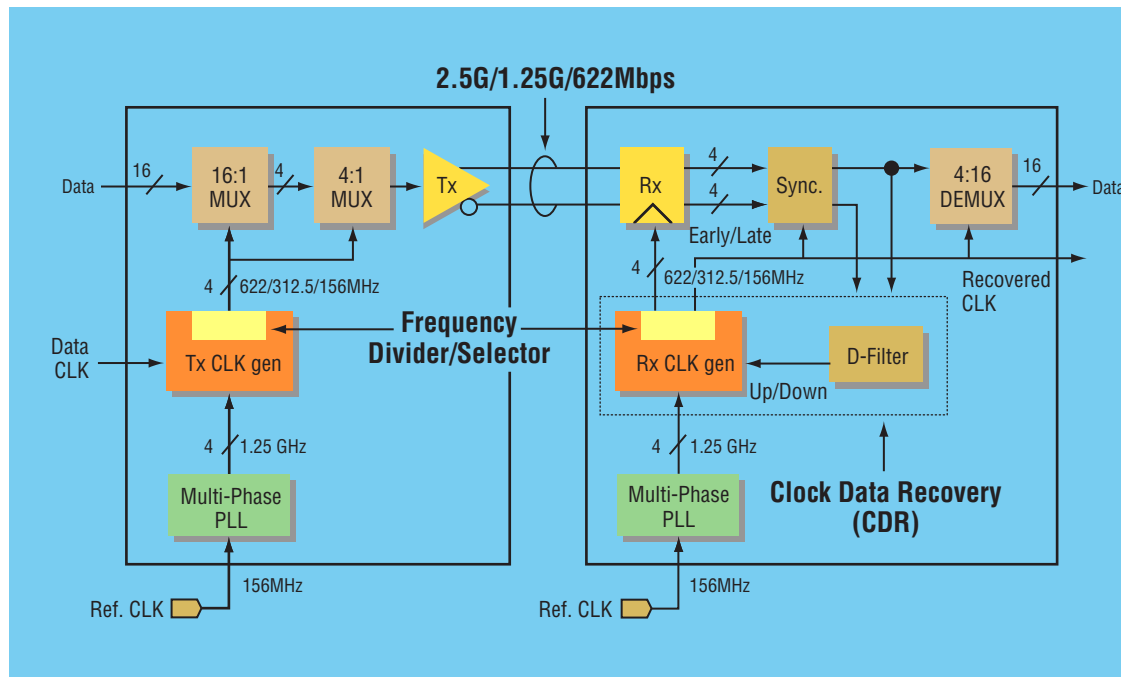 2.5G/1.25G/622Mbps
Data
16
16:1
MUX
4
4:1
MUX
Tx
Rx
4
4
Early/Late
Sync.
4:16
DEMUX
16
Data
4
622/312.5/156MHz
4
622/312.5/156MHz
Recovered
CLK
Frequency
Divider/Selector
Data
CLK
Tx CLK gen
Rx CLK gen
D-Filter
Up/Down
4
1.25 GHz
4
1.25 GHz
Multi-Phase
PLL
Multi-Phase
PLL
Clock Data Recovery
(CDR)
156MHz
156MHz
Ref. CLK
Ref. CLK